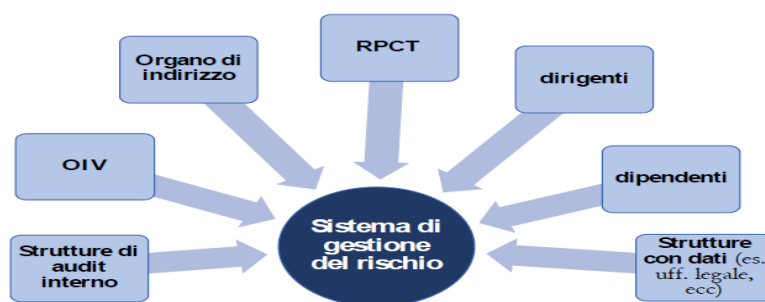 RPCT
Organo di
indirizzo
dirigenti
OIV
dipendenti
Strutture di
audit
interno
Sistema di
gestione
del rischio
Strutture
con dati (es.
uff. legale,
ecc)